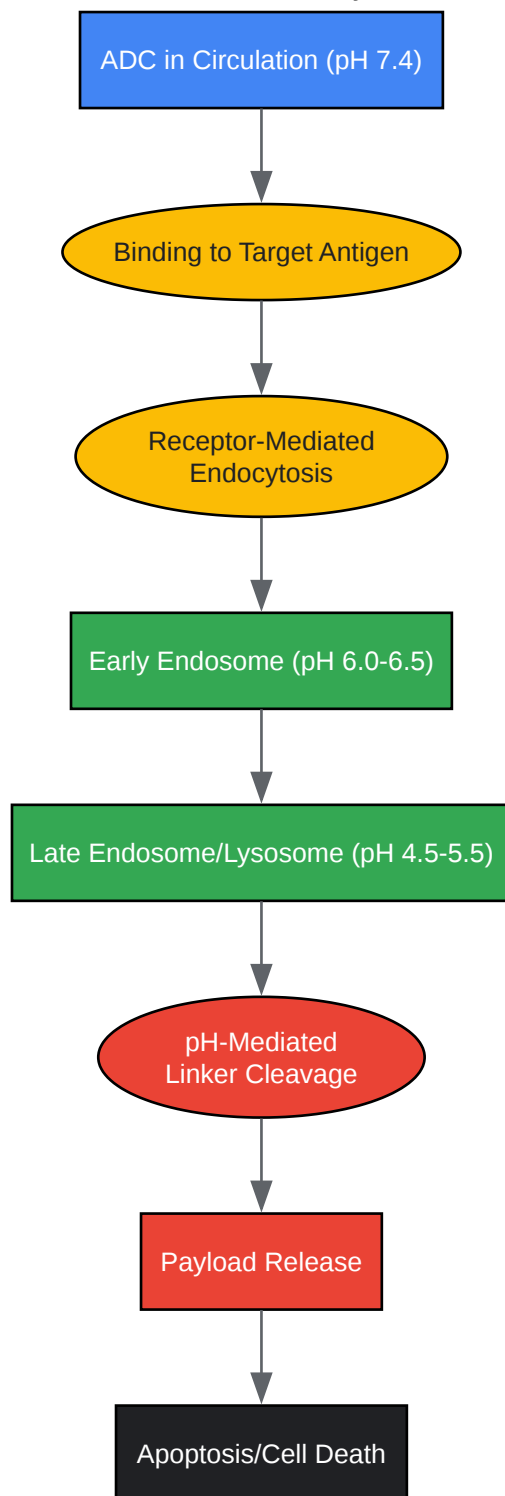 ADC in Circulation (pH 7.4)
Binding to Target Antigen
Receptor-Mediated
Endocytosis
Early Endosome (pH 6.0-6.5)
Late Endosome/Lysosome (pH 4.5-5.5)
pH-Mediated
Linker Cleavage
Payload Release
Apoptosis/Cell Death